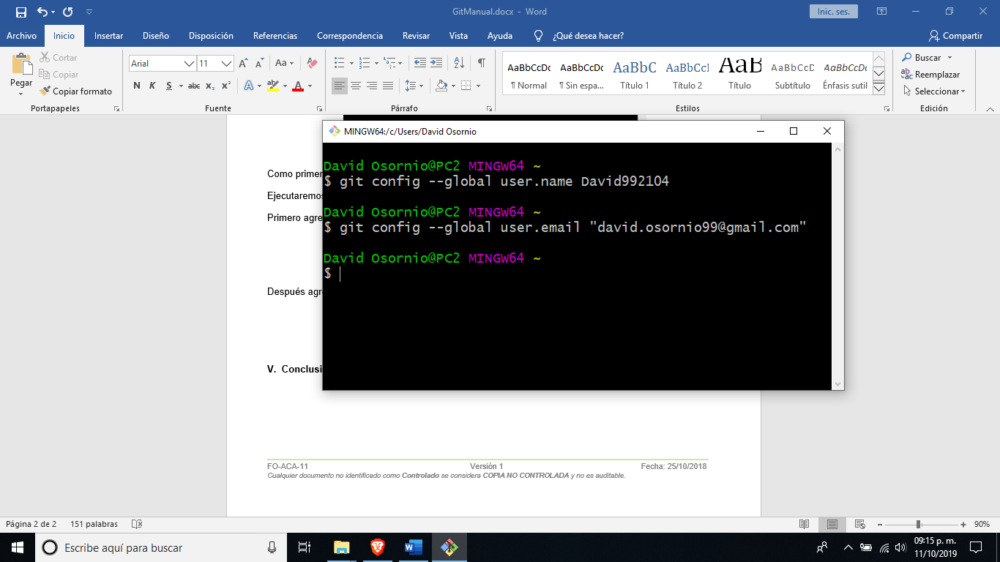 GitManual.docx - Word
Inic. ses.
Archivo Inicio Insertar Diseño Disposición Referencias Correspondencia Revisar Vista Ayuda ¿Qué desea hacer? Compartir
Pegar
Cortar
Copiar
Copiar formato
Portapapeles
Arial 11
Aa
N K S abc x₂ x²
A aby A
Fuente
Párrafo
AaBbCcDc AaBbCcDc AaBbC AaBbCcI AaB AaBbCcD AaBbCcDc
¶ Normal ¶ Sin espa... Título 1 Título 2 Título Subtítulo Énfasis sutil
Estilos
Buscar
Reemplazar
Seleccionar
Edición
MINGW64:/c/Users/David Osornio
David Osornio@PC2 MINGW64 ~
$ git config --global user.name David992104
David Osornio@PC2 MINGW64 ~
$ git config --global user.email "david.osornio99@gmail.com"
David Osornio@PC2 MINGW64 ~
$
Como primer
Ejecutaremos
Primero agre
Después agre
V. Conclusi
FO-ACA-11 Versión 1 Fecha: 25/10/2018
Cualquier documento no identificado como Controlado se considera COPIA NO CONTROLADA y no es auditable.
Página 2 de 2 151 palabras 90%
Escribe aquí para buscar
09:15 p. m.
11/10/2019